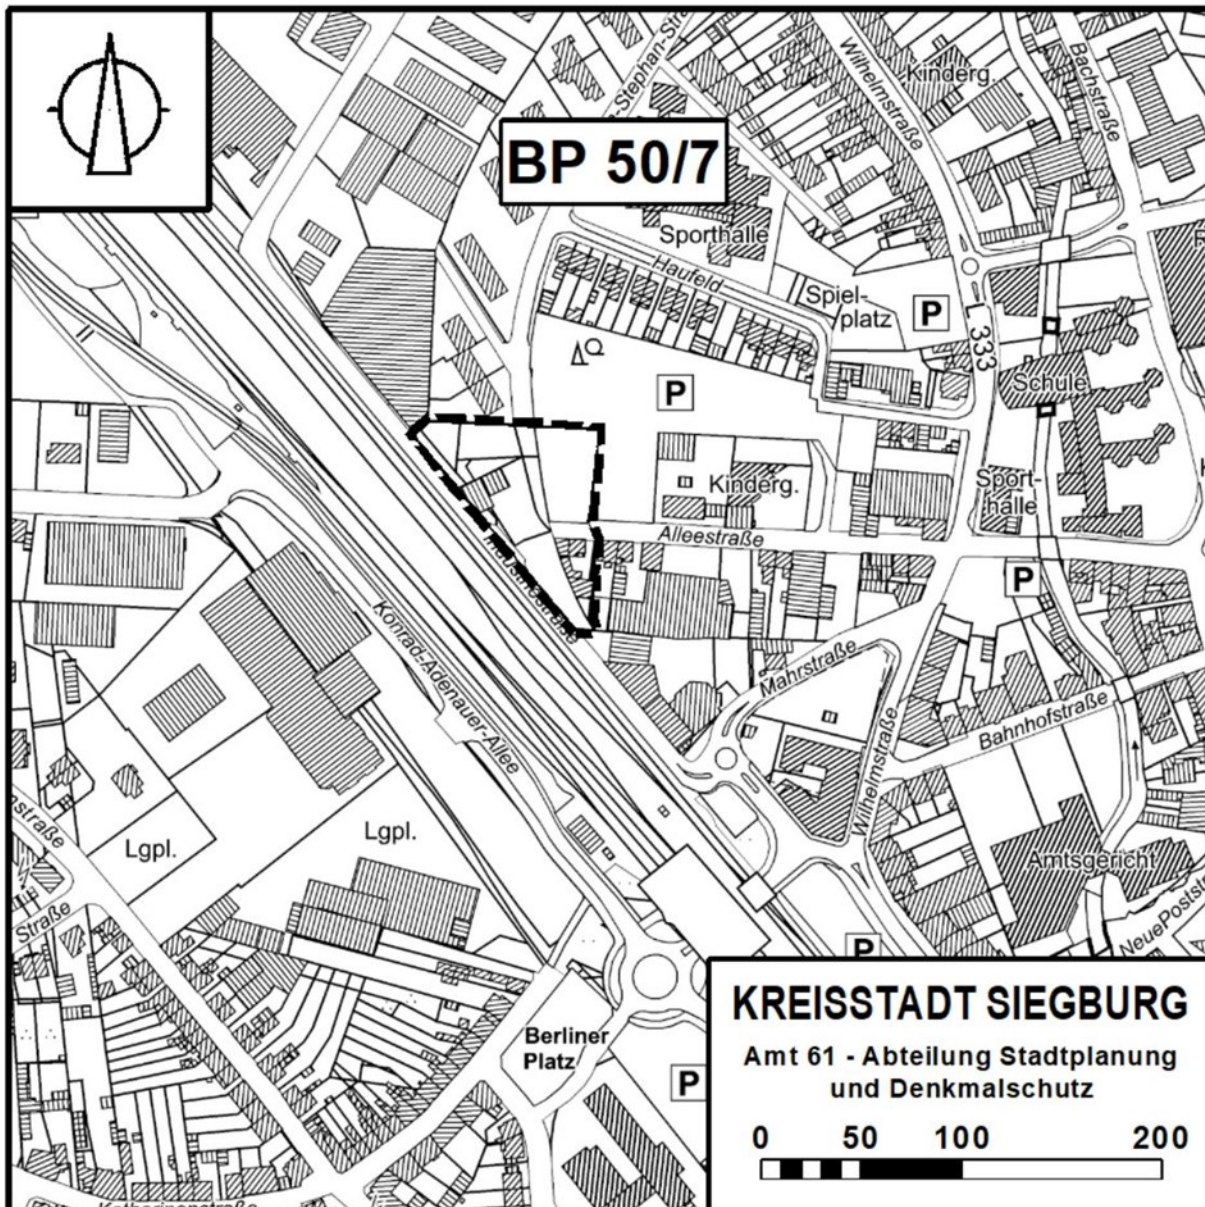 Wilhelmstraße
Kinderg.
Bachstraße
BP 50/7
Sporthalle
Haufeld
Spiel-
platz
P
L 333
P
Schule
Kinderg.
Sport-
halle
Alleestraße
P
Konrad-Adenauer-Allee
Mahrstraße
Bahnhofstraße
Wilhelmstraße
Lgpl.
Lgpl.
Amtsgericht
Straße
P
Berliner
Platz
P
KREISSTADT SIEGBURG
Amt 61 - Abteilung Stadtplanung
und Denkmalschutz
0 50 100 200